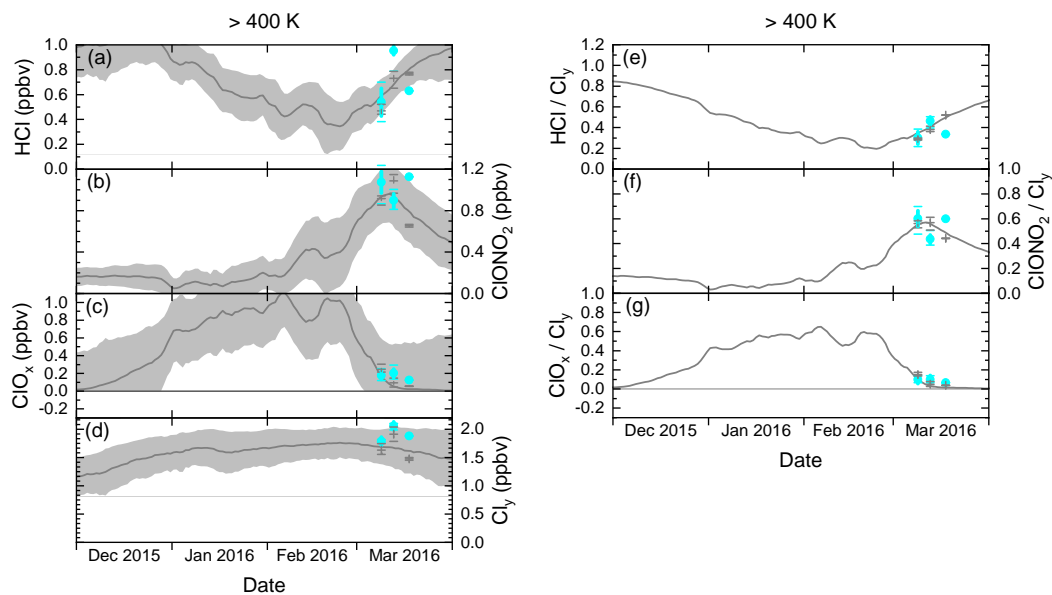 > 400 K
(a)
HCl (ppbv)
1.0
0.8
0.6
0.4
0.2
0.0
(b)
1.2
0.8
0.4
0.0
ClONO2 (ppbv)
(c)
ClOx (ppbv)
1.0
0.8
0.6
0.4
0.2
0.0
-0.2
(d)
2.0
1.5
1.0
0.5
0.0
Cly (ppbv)
Dec 2015 Jan 2016 Feb 2016 Mar 2016
Date
> 400 K
(e)
HCl / Cly
1.2
1.0
0.8
0.6
0.4
0.2
0.0
(f)
1.0
0.8
0.6
0.4
0.2
0.0
ClONO2 / Cly
(g)
ClOx / Cly
1.0
0.8
0.6
0.4
0.2
0.0
-0.2
Dec 2015 Jan 2016 Feb 2016 Mar 2016
Date